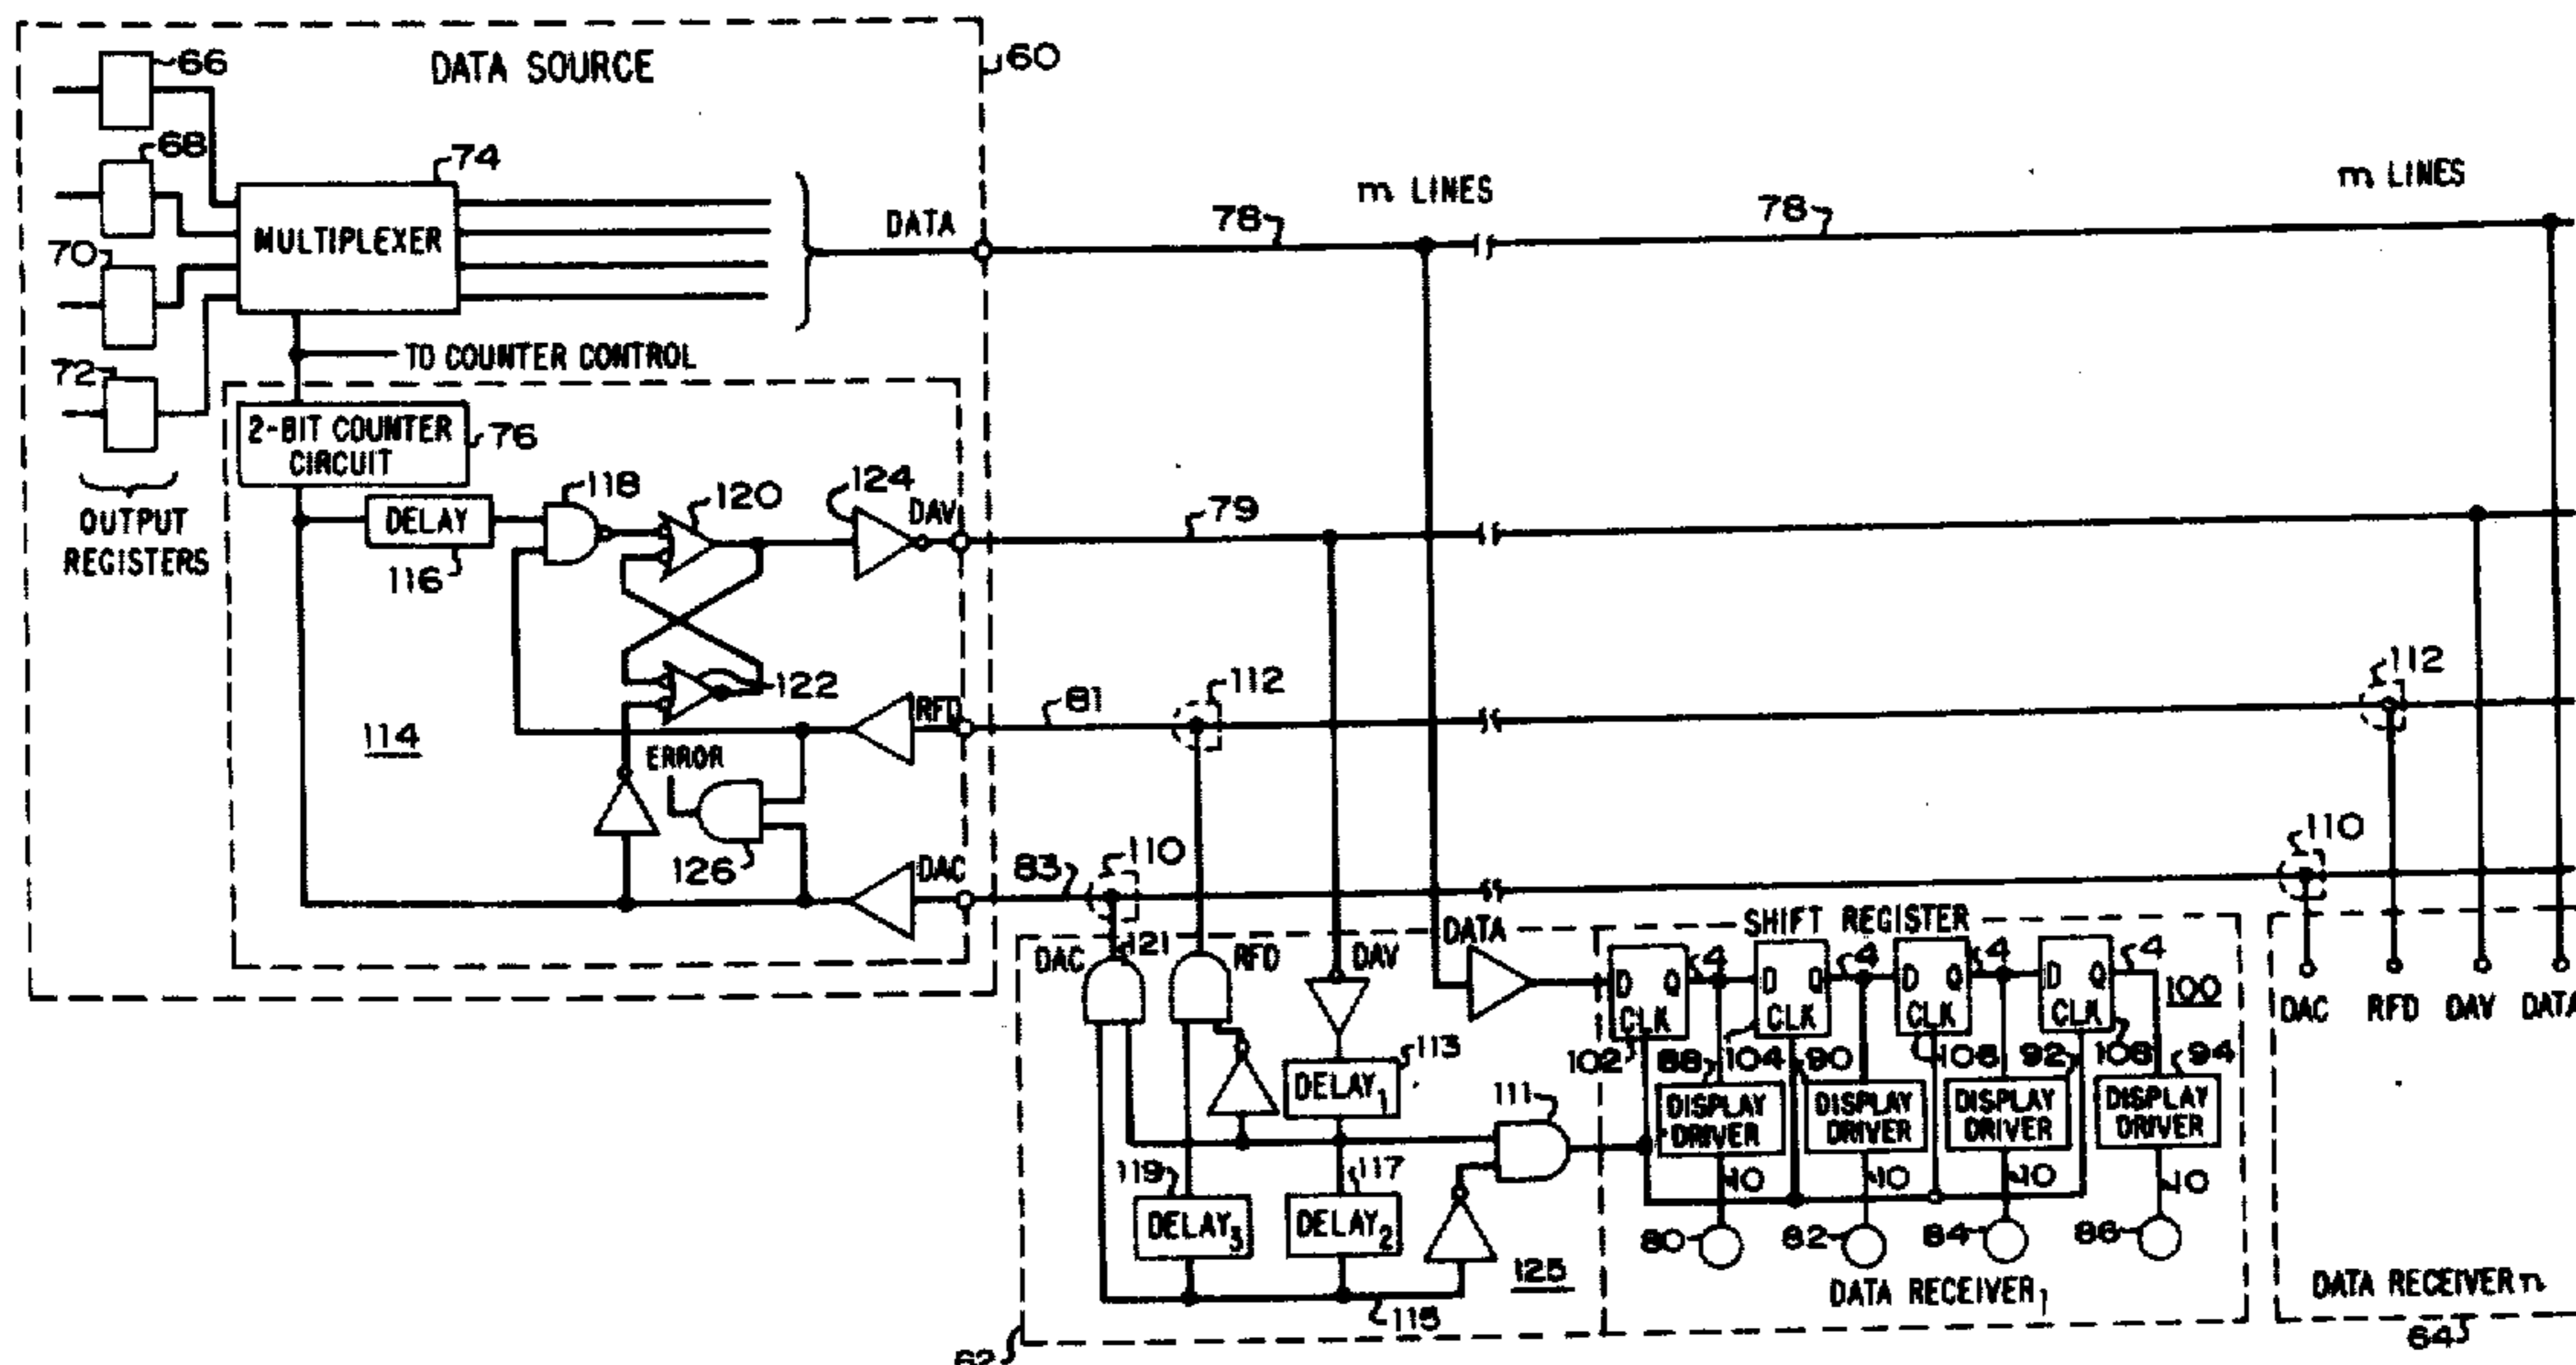 DATA SOURCE
60
66
68
70
72
74
MULTIPLEXER
DATA
m LINES
m LINES
78
78
TO COUNTER CONTROL
2-BIT COUNTER
CIRCUIT
76
OUTPUT
REGISTERS
DELAY
116
118
120
124
DAV
79
122
114
RFD
81
112
112
ERROR
126
DAC
83
110
110
DAC
121
RFD
DAV
DATA
SHIFT REGISTER
D Q
CLK
4
D Q
CLK
4
D Q
CLK
4
D Q
CLK
4
100
102
88
104
90
106
92
108
94
113
DELAY1
111
DISPLAY
DRIVER
DISPLAY
DRIVER
DISPLAY
DRIVER
DISPLAY
DRIVER
119
DELAY3
117
DELAY2
10
10
10
10
80
82
84
86
125
115
DATA RECEIVER1
62
DAC
RFD
DAV
DATA
DATA RECEIVER n
64